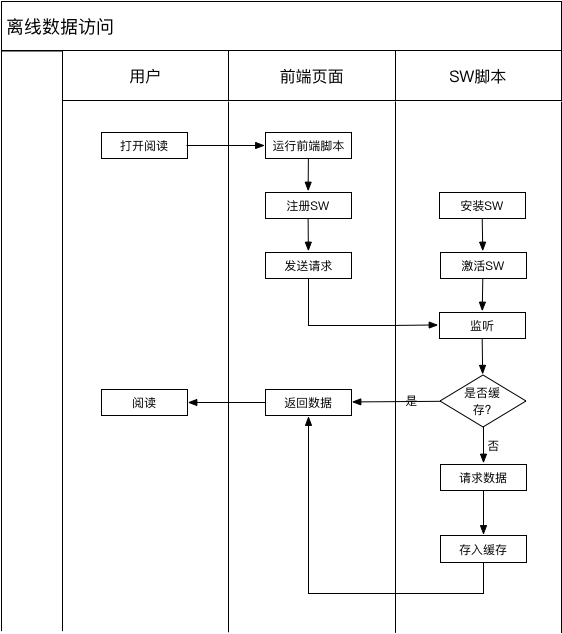 离线数据访问
用户
前端页面
SW脚本
打开阅读
运行前端脚本
注册SW
安装SW
发送请求
激活SW
监听
阅读
返回数据
是
是否缓
存?
否
请求数据
存入缓存